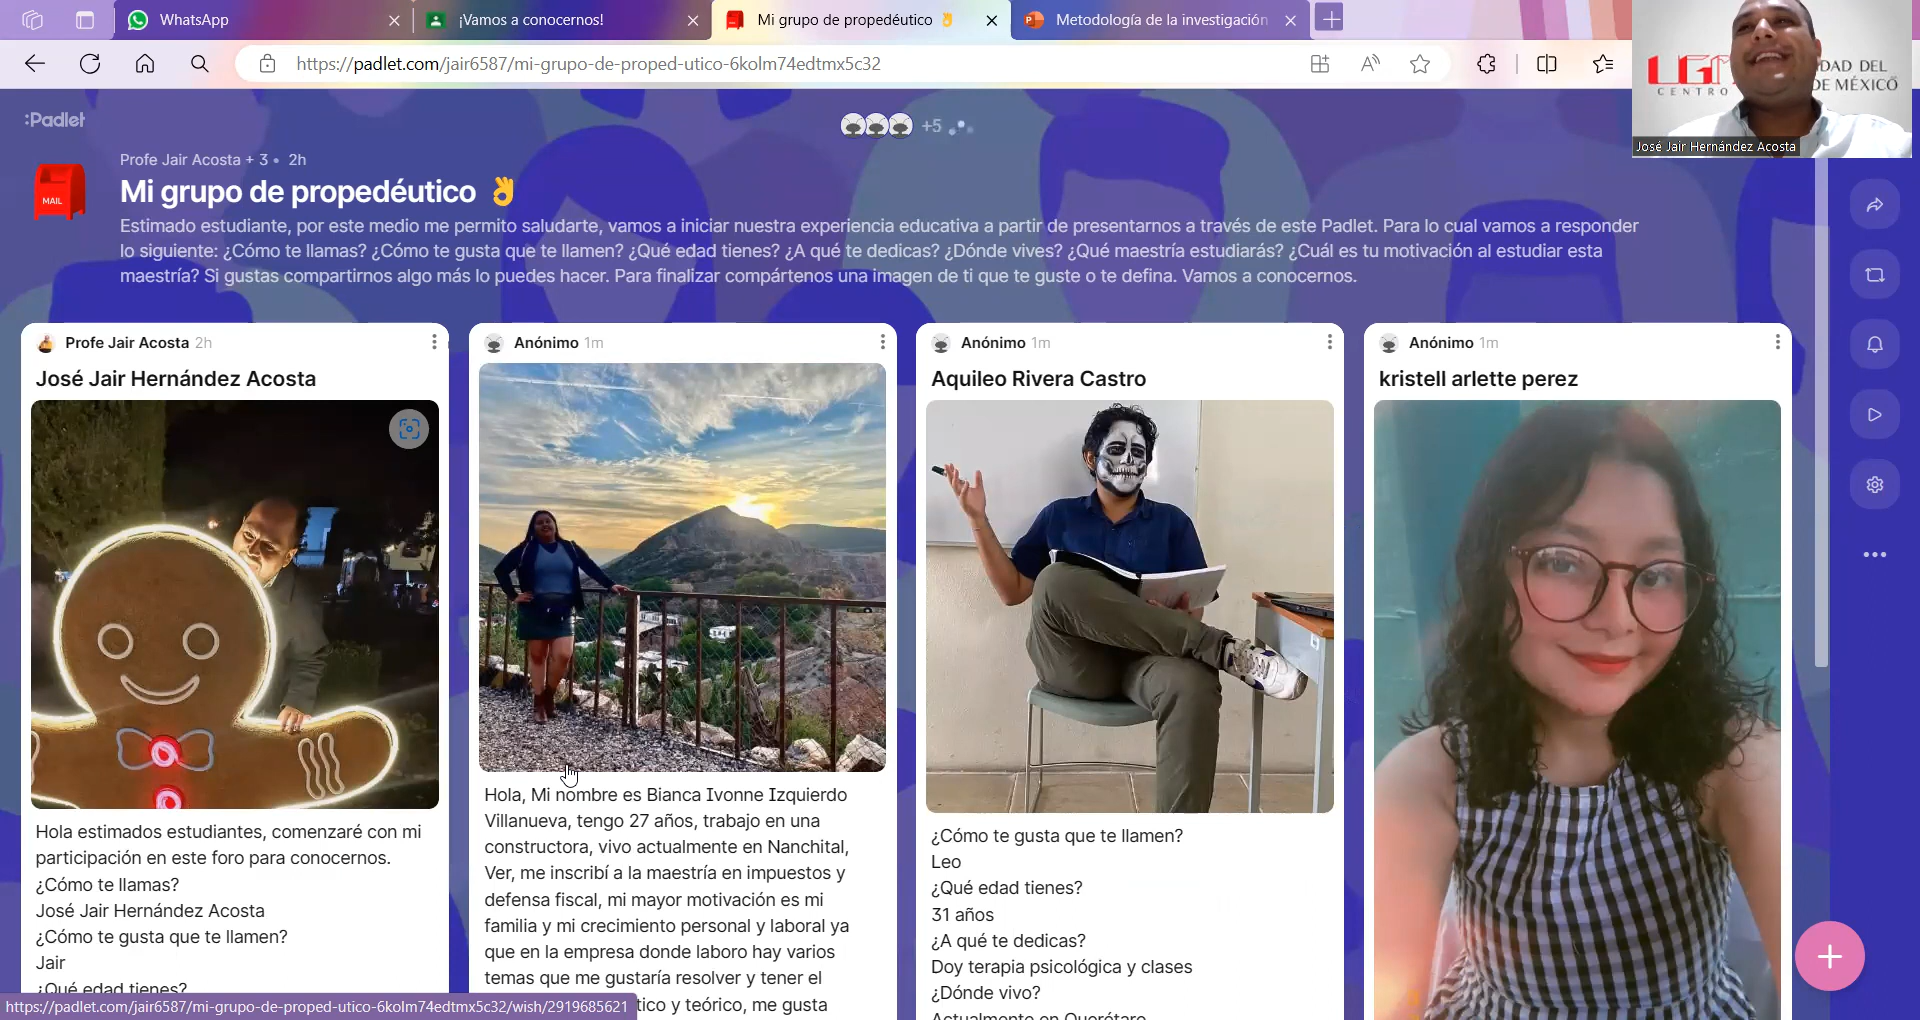 WhatsApp
¡Vamos a conocernos!
Mi grupo de propedéutico 👌
Metodología de la investigación
https://padlet.com/jair6587/mi-grupo-de-proped-utico-6kolm74edtmx5c32
UGM
CENTRO
DAD DEL
DE MÉXICO
José Jair Hernández Acosta
:Padlet
+5
Profe Jair Acosta + 3 • 2h
MAIL
Mi grupo de propedéutico 👌
Estimado estudiante, por este medio me permito saludarte, vamos a iniciar nuestra experiencia educativa a partir de presentarnos a través de este Padlet. Para lo cual vamos a responder
lo siguiente: ¿Cómo te llamas? ¿Cómo te gusta que te llamen? ¿Qué edad tienes? ¿A qué te dedicas? ¿Dónde vives? ¿Qué maestría estudiarás? ¿Cuál es tu motivación al estudiar esta
maestría? Si gustas compartirnos algo más lo puedes hacer. Para finalizar compártenos una imagen de ti que te guste o te defina. Vamos a conocernos.
Profe Jair Acosta 2h
José Jair Hernández Acosta
Hola estimados estudiantes, comenzaré con mi
participación en este foro para conocernos.
¿Cómo te llamas?
José Jair Hernández Acosta
¿Cómo te gusta que te llamen?
Jair
¿Qué edad tienes?
Anónimo 1m
Hola, Mi nombre es Bianca Ivonne Izquierdo
Villanueva, tengo 27 años, trabajo en una
constructora, vivo actualmente en Nanchital,
Ver, me inscribí a la maestría en impuestos y
defensa fiscal, mi mayor motivación es mi
familia y mi crecimiento personal y laboral ya
que en la empresa donde laboro hay varios
temas que me gustaría resolver y tener el
tico y teórico, me gusta
Anónimo 1m
Aquileo Rivera Castro
¿Cómo te gusta que te llamen?
Leo
¿Qué edad tienes?
31 años
¿A qué te dedicas?
Doy terapia psicológica y clases
¿Dónde vivo?
Actualmente en Querétaro
Anónimo 1m
kristell arlette perez
https://padlet.com/jair6587/mi-grupo-de-proped-utico-6kolm74edtmx5c32/wish/2919685621